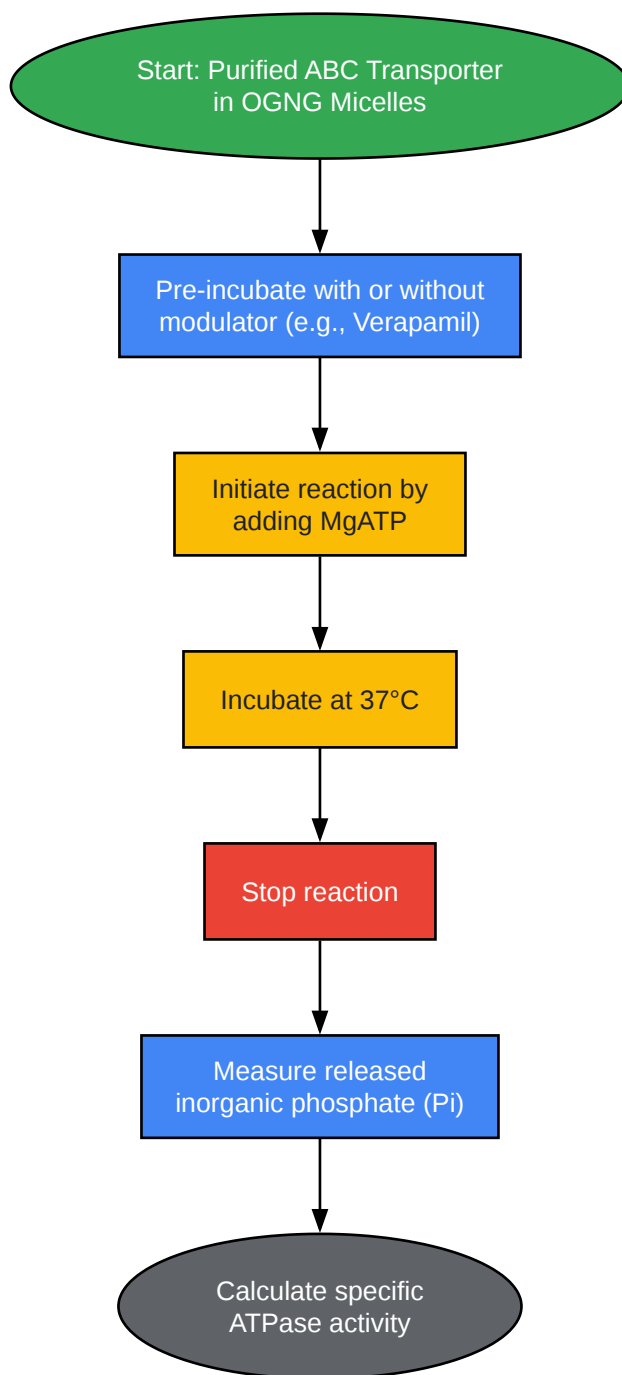 Start: Purified ABC Transporter
in OGNG Micelles
Pre-incubate with or without
modulator (e.g., Verapamil)
Initiate reaction by
adding MgATP
Incubate at 37°C
Stop reaction
Measure released
inorganic phosphate (Pi)
Calculate specific
ATPase activity